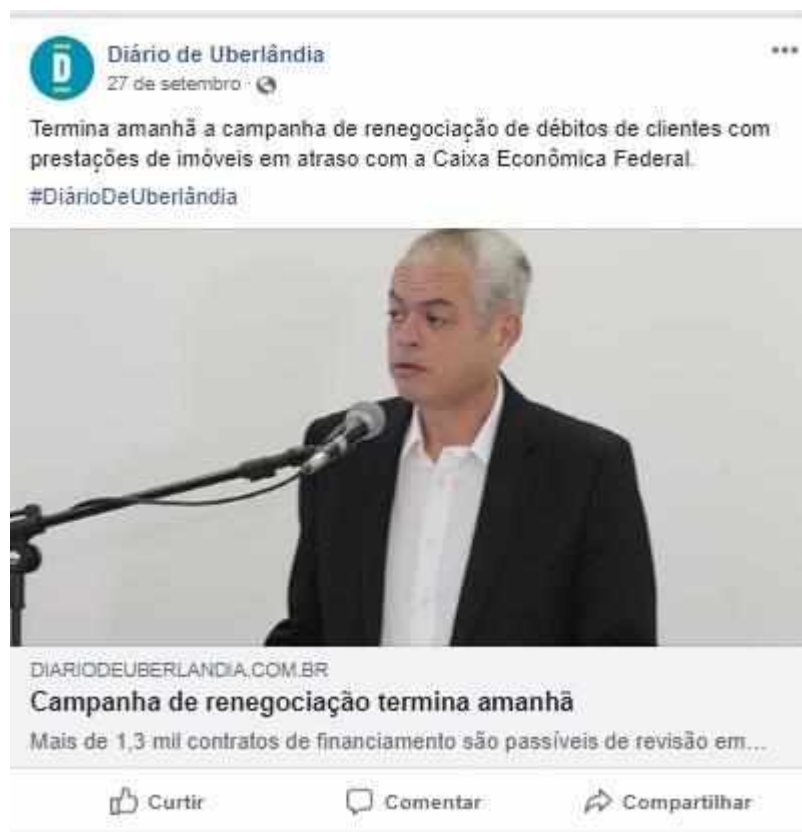 D
Diário de Uberlândia
27 de setembro ·
Termina amanhã a campanha de renegociação de débitos de clientes com
prestações de imóveis em atraso com a Caixa Econômica Federal.
#DiárioDeUberlândia
DIARIODEUBERLANDIA.COM.BR
Campanha de renegociação termina amanhã
Mais de 1,3 mil contratos de financiamento são passíveis de revisão em...
Curtir Comentar Compartilhar